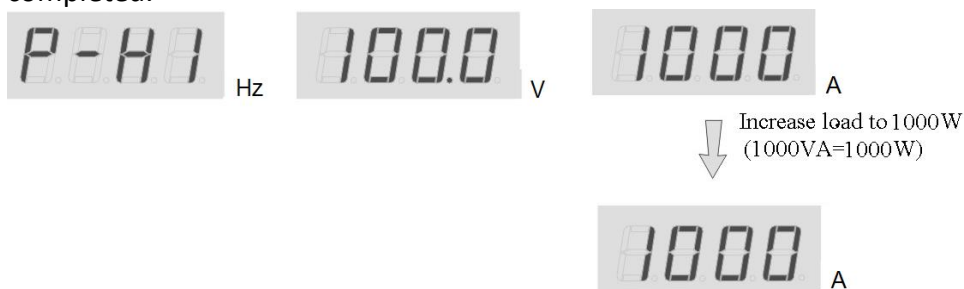 completed.
P-H1 Hz 100.0 V 1000 A
Increase load to 1000W
(1000VA=1000W)
1000 A